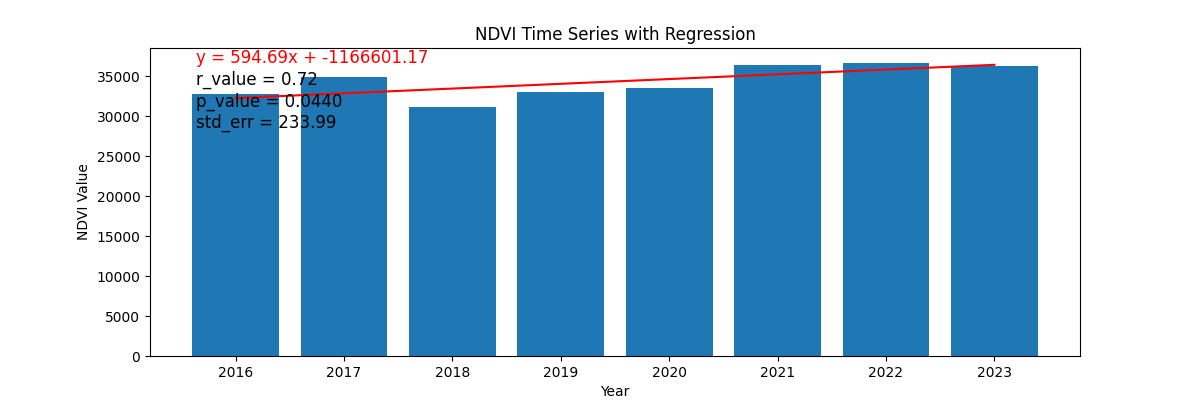 NDVI Time Series with Regression
y = 594.69x + -1166601.17
r_value = 0.72
p_value = 0.0440
std_err = 233.99
NDVI Value
35000
30000
25000
20000
15000
10000
5000
0
2016 2017 2018 2019 2020 2021 2022 2023
Year